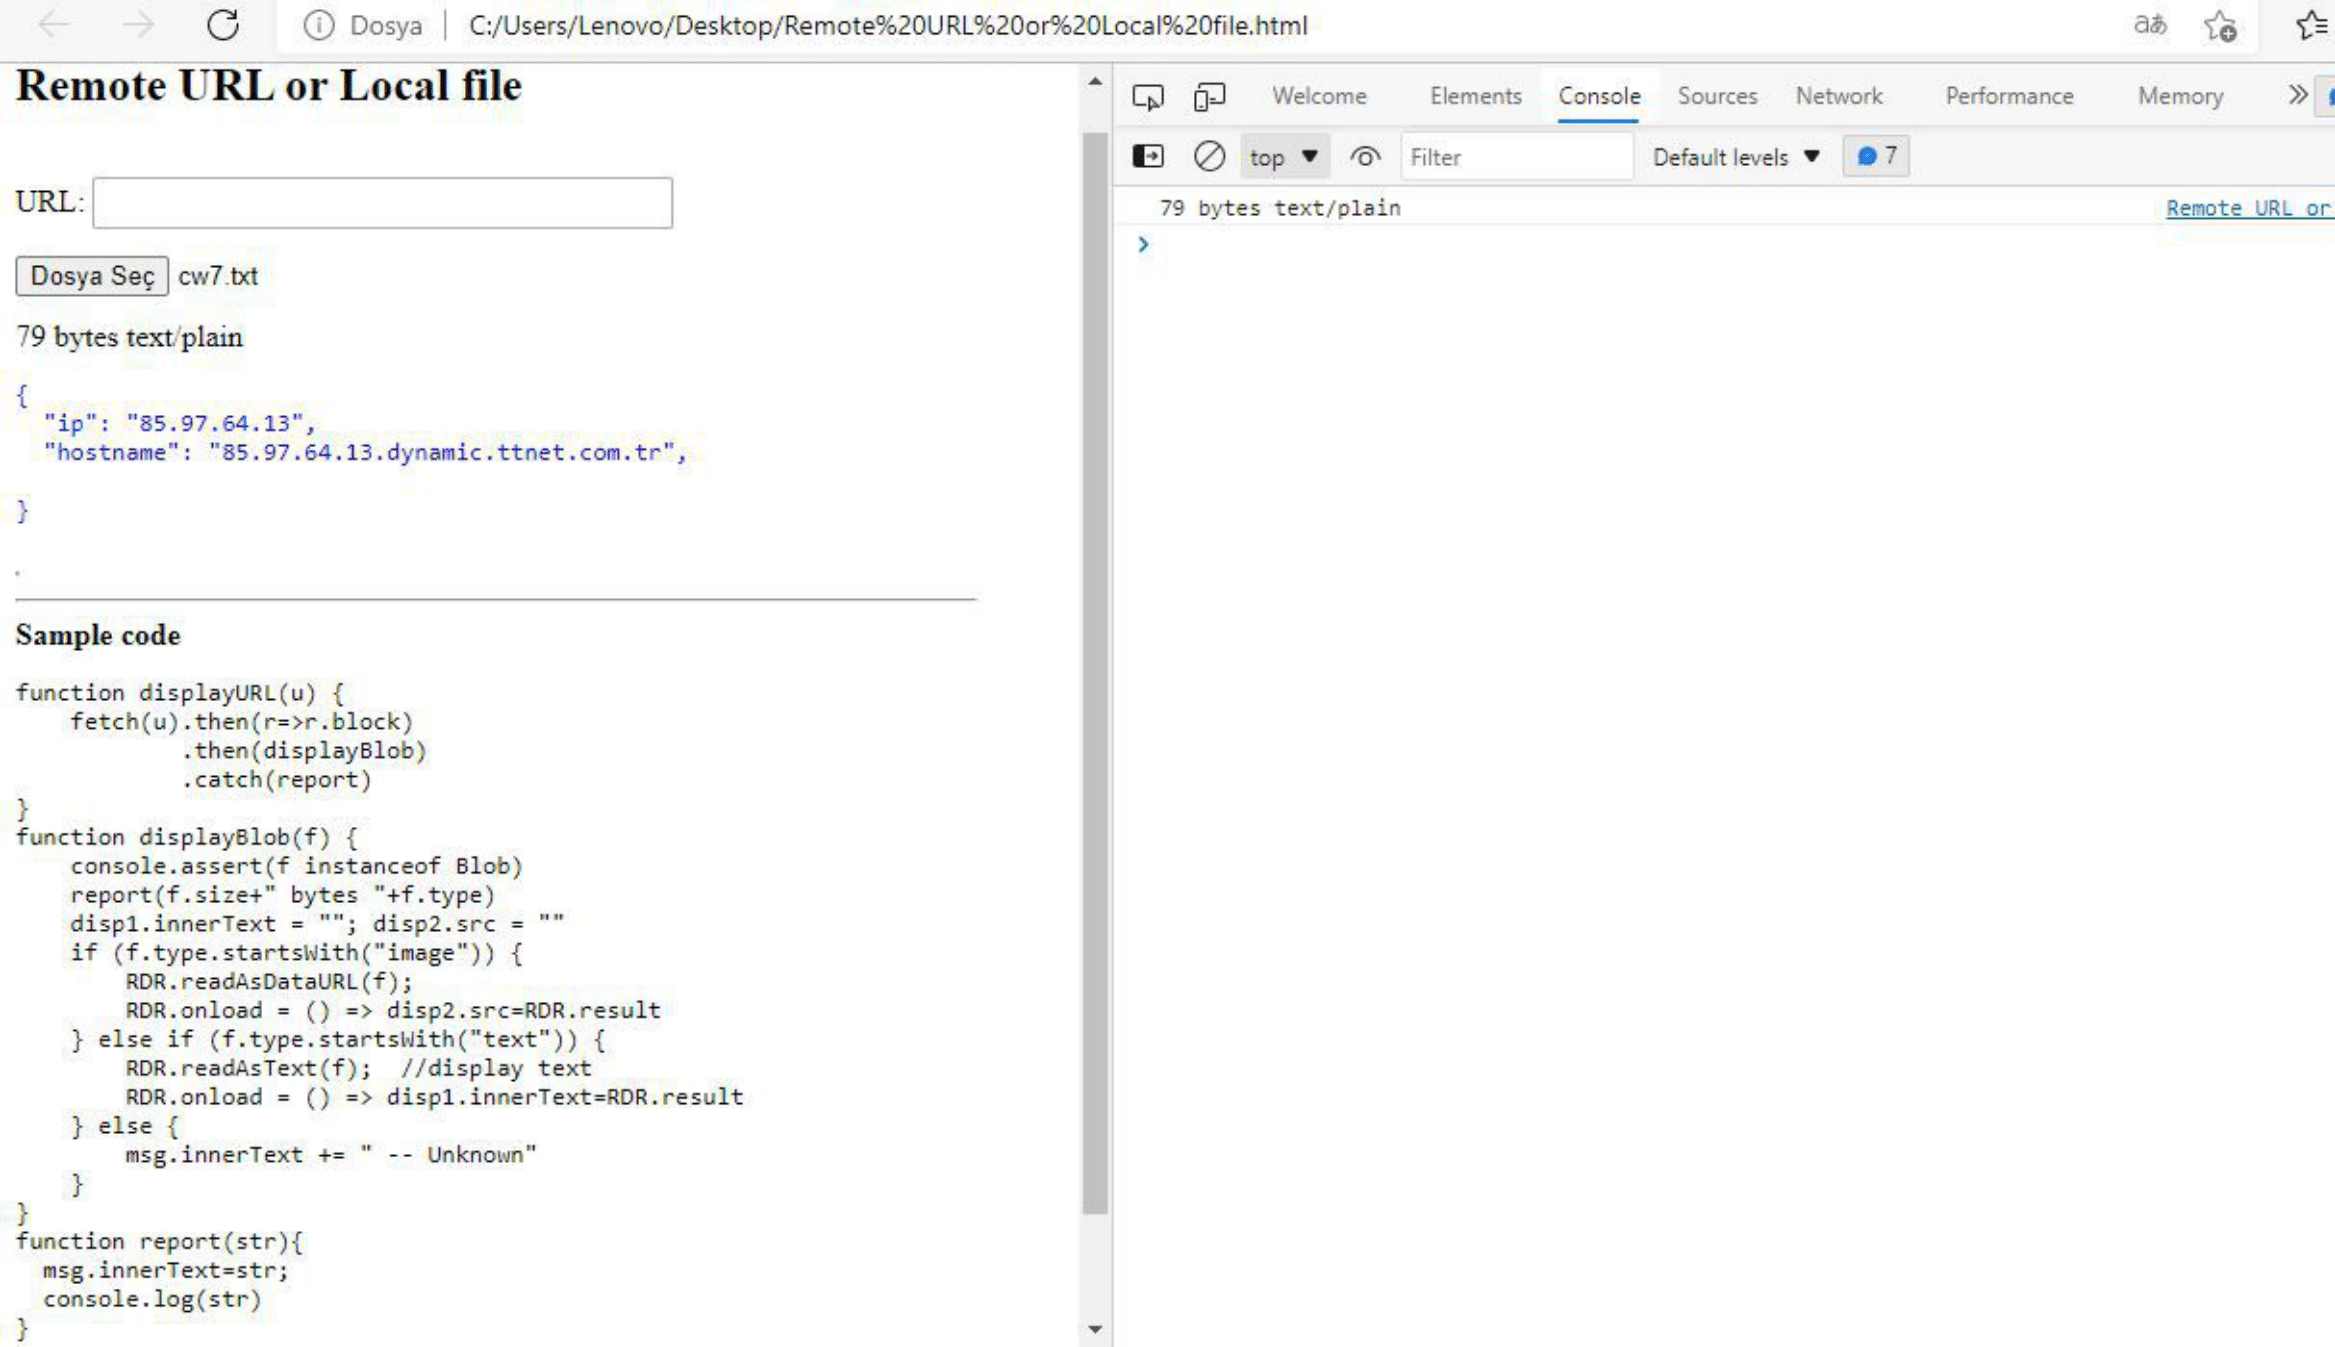 Dosya | C:/Users/Lenovo/Desktop/Remote%20URL%20or%20Local%20file.html aあ
Remote URL or Local file
URL:
Dosya Seç cw7.txt
79 bytes text/plain
{
  "ip": "85.97.64.13",
  "hostname": "85.97.64.13.dynamic.ttnet.com.tr",
}
.
Sample code
function displayURL(u) {
    fetch(u).then(r=>r.block)
            .then(displayBlob)
            .catch(report)
}
function displayBlob(f) {
    console.assert(f instanceof Blob)
    report(f.size+" bytes "+f.type)
    disp1.innerText = ""; disp2.src = ""
    if (f.type.startsWith("image")) {
        RDR.readAsDataURL(f);
        RDR.onload = () => disp2.src=RDR.result
    } else if (f.type.startsWith("text")) {
        RDR.readAsText(f);  //display text
        RDR.onload = () => disp1.innerText=RDR.result
    } else {
        msg.innerText += " -- Unknown"
    }
}
function report(str){
  msg.innerText=str;
  console.log(str)
}
Welcome Elements Console Sources Network Performance Memory »
top ▼ Filter Default levels ▼ 7
79 bytes text/plain Remote URL or
>